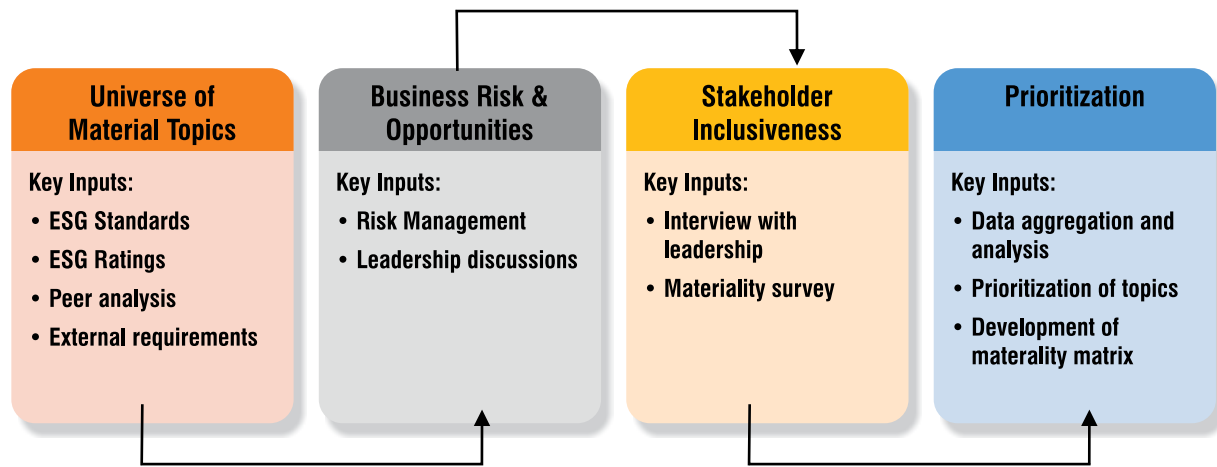 Universe of
Material Topics
Key Inputs:
• ESG Standards
• ESG Ratings
• Peer analysis
• External requirements
Business Risk &
Opportunities
Key Inputs:
• Risk Management
• Leadership discussions
Stakeholder
Inclusiveness
Key Inputs:
• Interview with
leadership
• Materiality survey
Prioritization
Key Inputs:
• Data aggregation and
analysis
• Prioritization of topics
• Development of
materality matrix